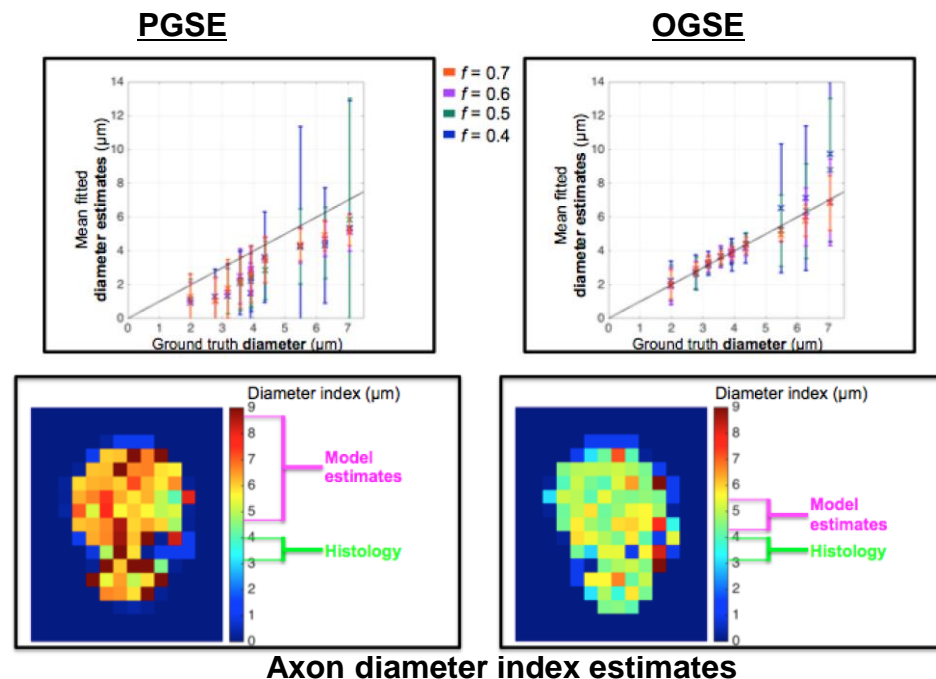 PGSE
OGSE
14
12
10
8
6
4
2
0
Mean fitted
diameter estimates (µm)
0 1 2 3 4 5 6 7
Ground truth diameter (µm)
f = 0.7
f = 0.6
f = 0.5
f = 0.4
14
12
10
8
6
4
2
0
Mean fitted
diameter estimates (µm)
0 1 2 3 4 5 6 7
Ground truth diameter (µm)
Diameter index (µm)
9
8
7
6
5
4
3
2
1
0
Model
estimates
Histology
Diameter index (µm)
9
8
7
6
5
4
3
2
1
0
Model
estimates
Histology
Axon diameter index estimates